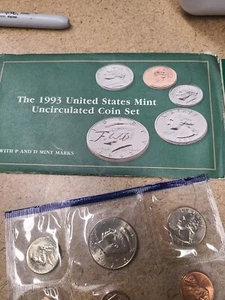 The 1993 United States Mint
Uncirculated Coin Set
WITH P AND D MINT MARKS